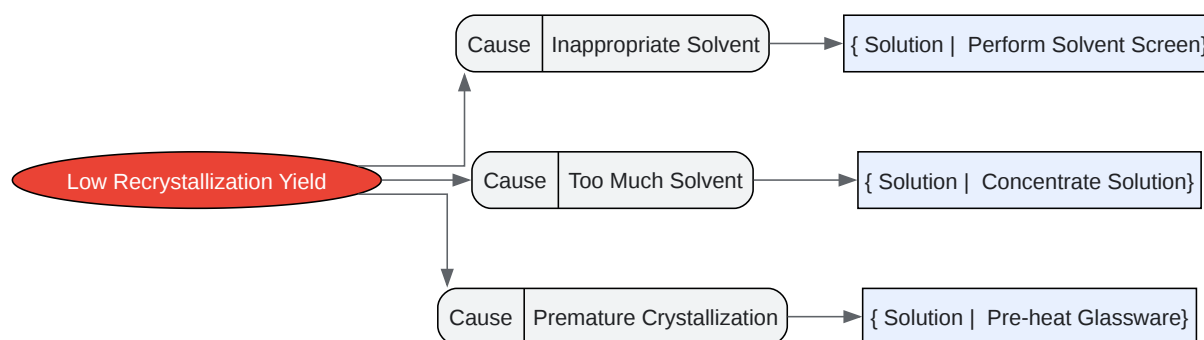 Cause | Inappropriate Solvent
{ Solution |  Perform Solvent Screen}
Low Recrystallization Yield
Cause | Too Much Solvent
{ Solution |  Concentrate Solution}
Cause | Premature Crystallization
{ Solution |  Pre-heat Glassware}